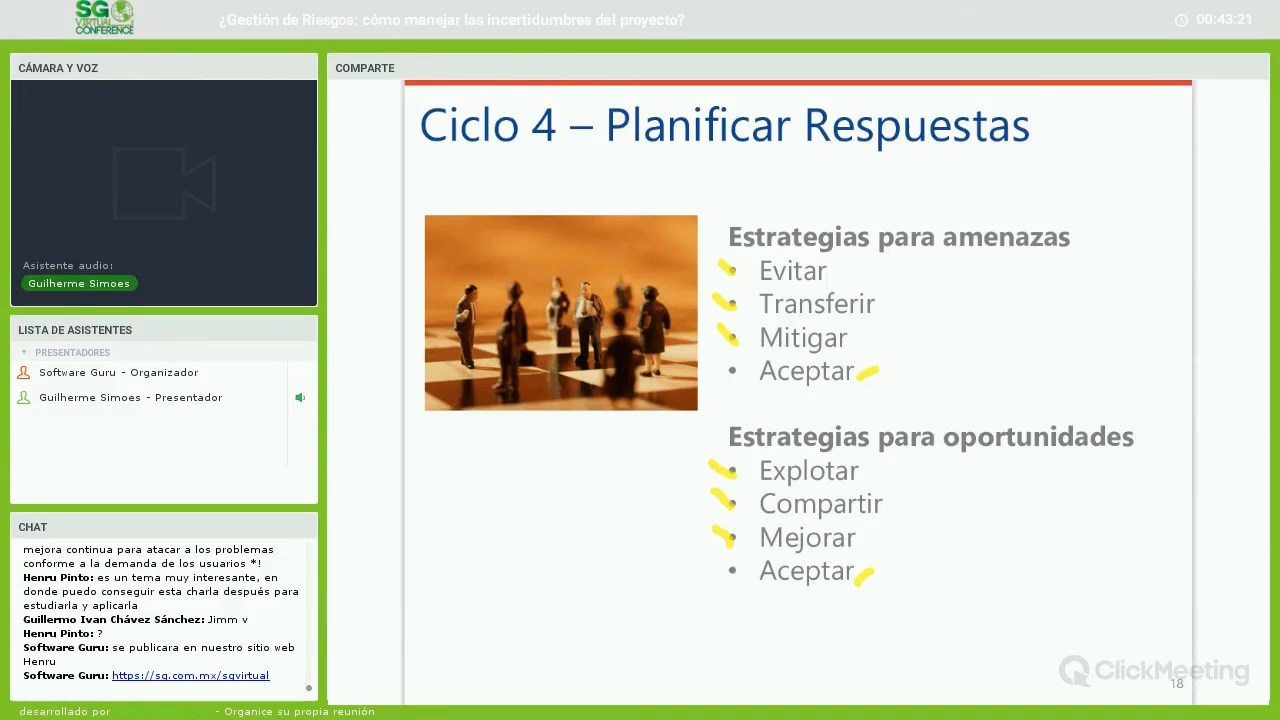 SG
VIRTUAL
CONFERENCE
¿Gestión de Riesgos: cómo manejar las incertidumbres del proyecto?
00:43:21
CÁMARA Y VOZ
Asistente audio:
Guilherme Simoes
LISTA DE ASISTENTES
PRESENTADORES
Software Guru - Organizador
Guilherme Simoes - Presentador
CHAT
mejora continua para atacar a los problemas
conforme a la demanda de los usuarios *!
Henru Pinto: es un tema muy interesante, en
donde puedo conseguir esta charla después para
estudiarla y aplicarla
Guillermo Ivan Chávez Sánchez: Jimm v
Henru Pinto: ?
Software Guru: se publicara en nuestro sitio web
Henru
Software Guru: https://sg.com.mx/sgvirtual
desarrollado por - Organice su propia reunión
COMPARTE
Ciclo 4 – Planificar Respuestas
Estrategias para amenazas
• Evitar
• Transferir
• Mitigar
• Aceptar
Estrategias para oportunidades
• Explotar
• Compartir
• Mejorar
• Aceptar
ClickMeeting
18